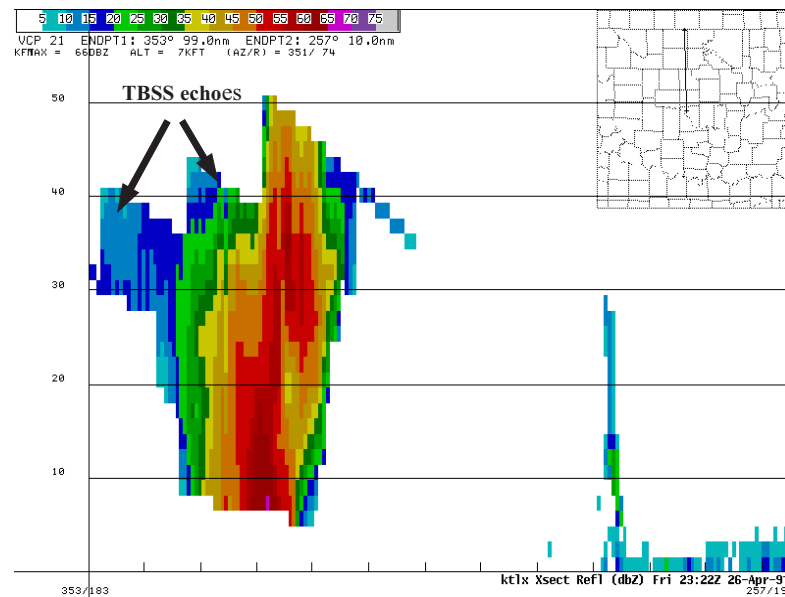 5 10 15 20 25 30 35 40 45 50 55 60 65 70 75
VCP 21 ENDPT1: 353° 99.0nm ENDPT2: 257° 10.0nm
MAX = 66DBZ ALT = 7KFT (AZ/R) = 351/ 74
TBSS echoes
50
40
30
20
10
ktlx Xsect Refl (dbZ) Fri 23:22Z 26-Apr-9
353/183
257/19